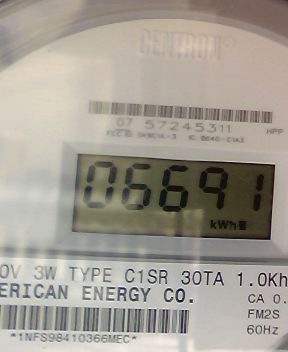 CENTRON®
07 57245311
HPP
06691
kWh
0V 3W TYPE C1SR 30TA 1.0Kh
ERICAN ENERGY CO.
CA 0.
FM2S
60Hz
*1NFS98410366MEC*